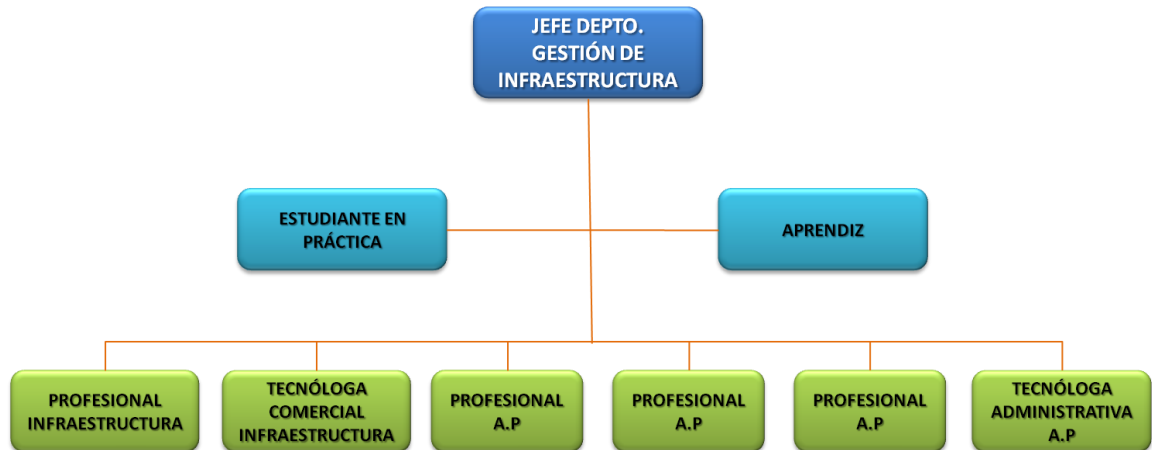 JEFE DEPTO.
GESTIÓN DE
INFRAESTRUCTURA
ESTUDIANTE EN
PRÁCTICA
APRENDIZ
PROFESIONAL
INFRAESTRUCTURA
TECNÓLOGA
COMERCIAL
INFRAESTRUCTURA
PROFESIONAL
A.P
PROFESIONAL
A.P
PROFESIONAL
A.P
TECNÓLOGA
ADMINISTRATIVA
A.P